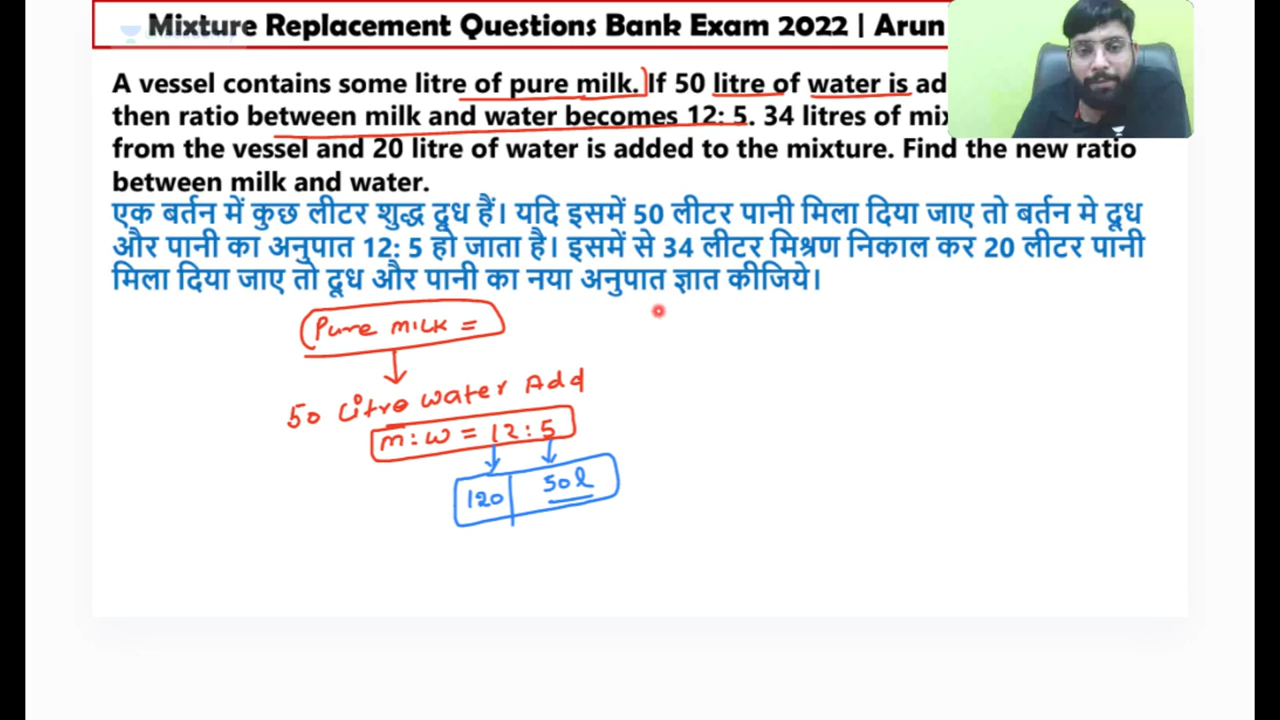 Mixture Replacement Questions Bank Exam 2022 | Arun
A vessel contains some litre of pure milk. If 50 litre of water is ad
then ratio between milk and water becomes 12: 5. 34 litres of mix
from the vessel and 20 litre of water is added to the mixture. Find the new ratio
between milk and water.
एक बर्तन में कुछ लीटर शुद्ध दूध हैं। यदि इसमें 50 लीटर पानी मिला दिया जाए तो बर्तन मे दूध
और पानी का अनुपात 12: 5 हो जाता है। इसमें से 34 लीटर मिश्रण निकाल कर 20 लीटर पानी
मिला दिया जाए तो दूध और पानी का नया अनुपात ज्ञात कीजिये।
Pure MILK =
50 Litre Water Add
m:w = 12:5
120 50l